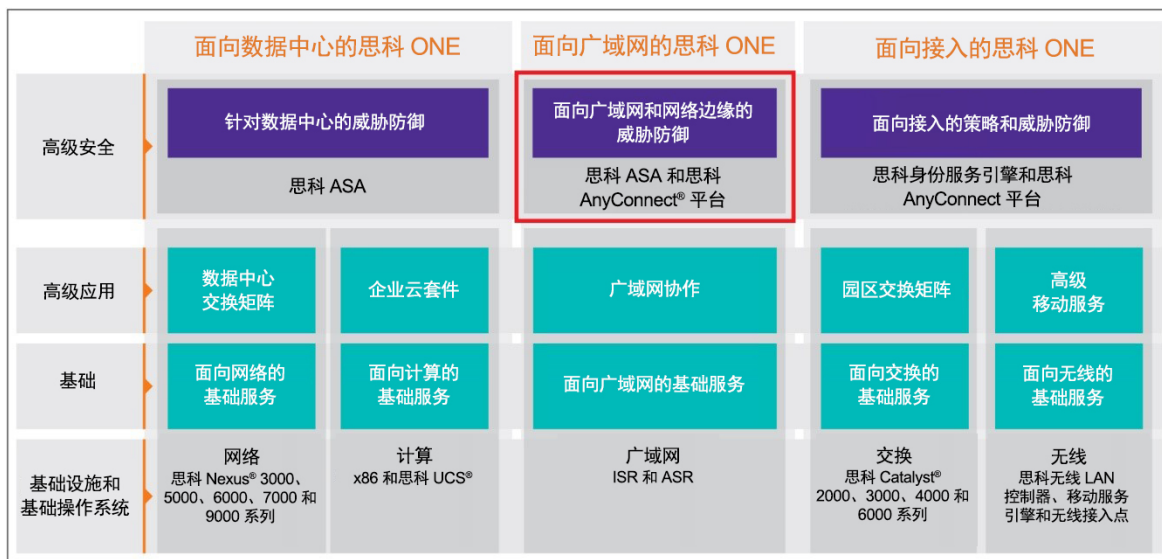 面向数据中心的思科 ONE
面向广域网的思科 ONE
面向接入的思科 ONE
高级安全
针对数据中心的威胁防御
思科 ASA
面向广域网和网络边缘的
威胁防御
思科 ASA 和思科
AnyConnect® 平台
面向接入的策略和威胁防御
思科身份服务引擎和思科
AnyConnect 平台
高级应用
数据中心
交换矩阵
企业云套件
广域网协作
园区交换矩阵
高级
移动服务
基础
面向网络的
基础服务
面向计算的
基础服务
面向广域网的基础服务
面向交换的
基础服务
面向无线的
基础服务
基础设施和
基础操作系统
网络
思科 Nexus® 3000、
5000、6000、7000 和
9000 系列
计算
x86 和思科 UCS®
广域网
ISR 和 ASR
交换
思科 Catalyst®
2000、3000、4000 和
6000 系列
无线
思科无线 LAN
控制器、移动服务
引擎和无线接入点